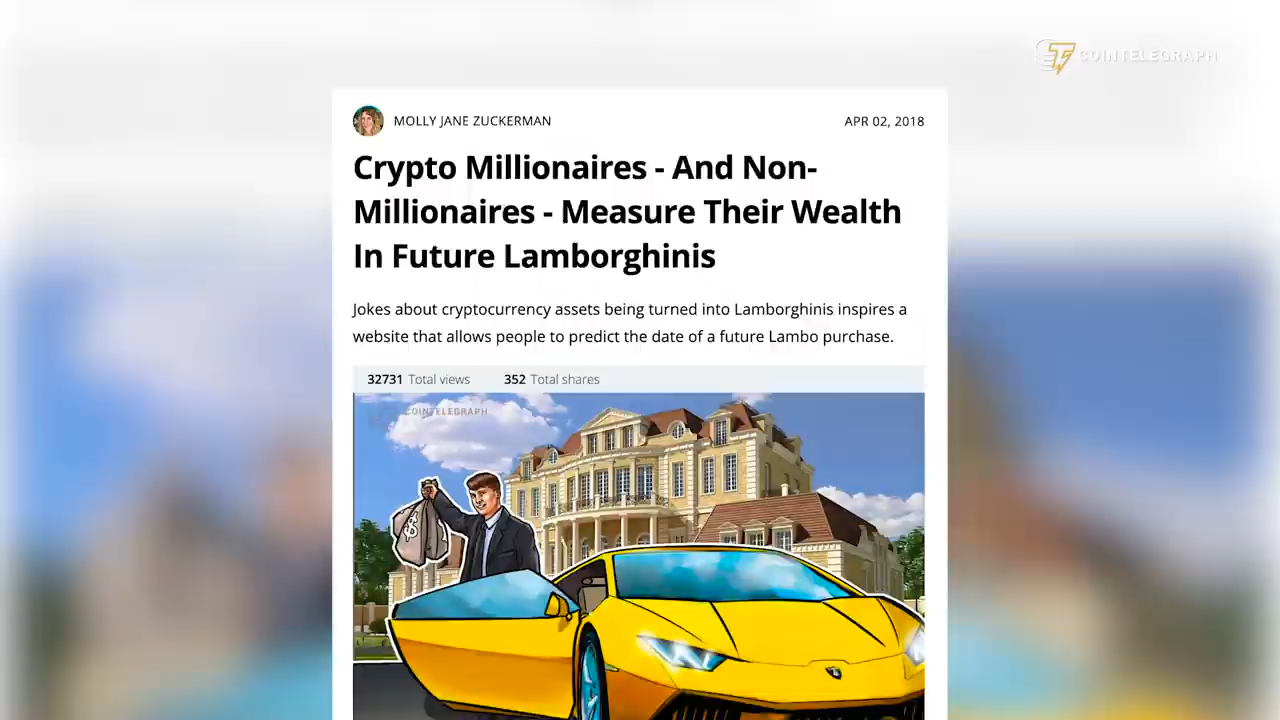 COINTELEGRAPH
MOLLY JANE ZUCKERMAN
APR 02, 2018
Crypto Millionaires - And Non-
Millionaires - Measure Their Wealth
In Future Lamborghinis
Jokes about cryptocurrency assets being turned into Lamborghinis inspires a
website that allows people to predict the date of a future Lambo purchase.
32731 Total views 352 Total shares
COINTELEGRAPH
$